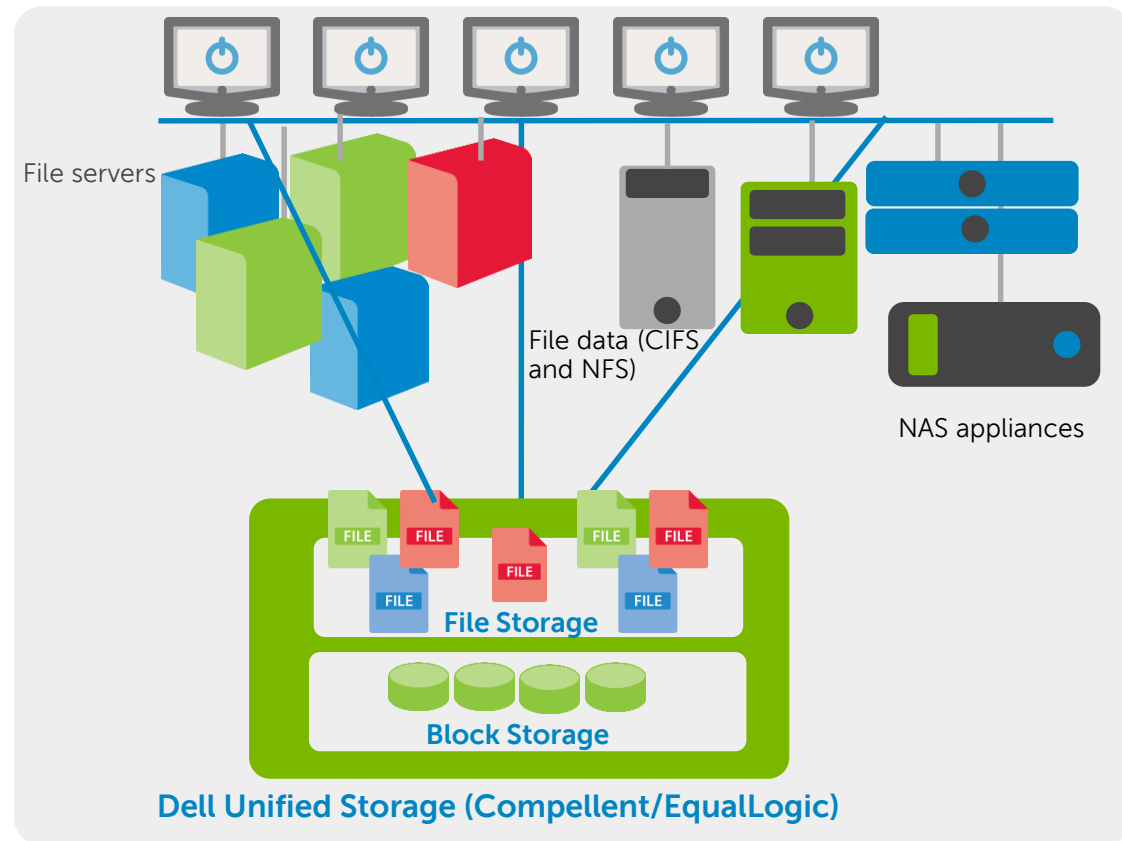 File servers
File data (CIFS
and NFS)
NAS appliances
FILE
FILE
FILE
FILE
FILE
FILE
FILE
File Storage
Block Storage
Dell Unified Storage (Compellent/EqualLogic)